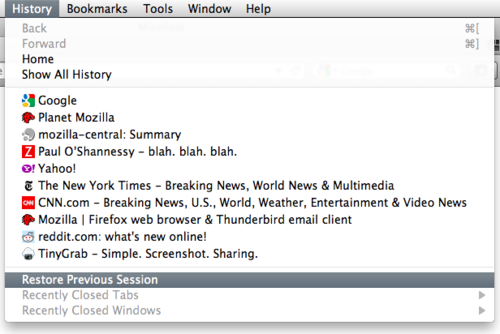 History Bookmarks Tools Window Help
Back ⌘[
Forward ⌘]
Home
Show All History
Google
Planet Mozilla
mozilla-central: Summary
Paul O'Shannessy – blah. blah. blah.
Yahoo!
The New York Times – Breaking News, World News & Multimedia
CNN.com – Breaking News, U.S., World, Weather, Entertainment & Video News
Mozilla | Firefox web browser & Thunderbird email client
reddit.com: what's new online!
TinyGrab – Simple. Screenshot. Sharing.
Restore Previous Session
Recently Closed Tabs
Recently Closed Windows